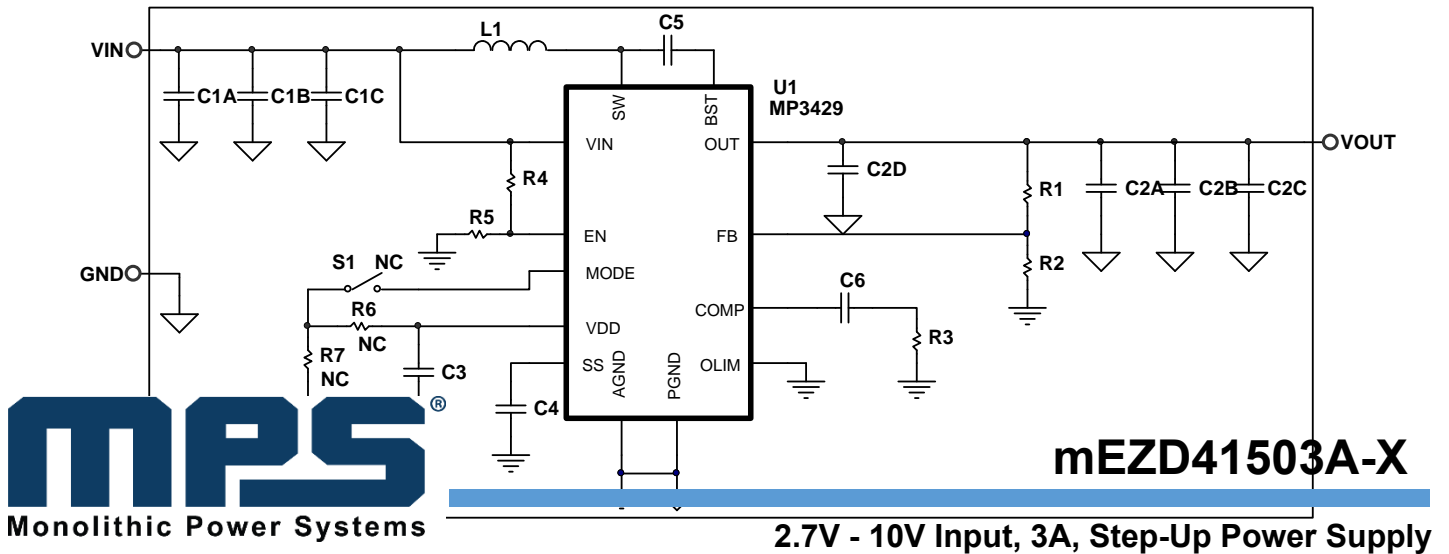 L1
C5
VIN
C1A
C1B
C1C
U1
MP3429
SW
BST
VIN
OUT
VOUT
R4
C2D
R1
C2A
C2B
C2C
R5
EN
FB
GND
S1
NC
MODE
R2
C6
COMP
R6
NC
VDD
R3
R7
NC
C3
SS
AGND
PGND
OLIM
C4
MPS®
Monolithic Power Systems
mEZD41503A-X
2.7V - 10V Input, 3A, Step-Up Power Supply